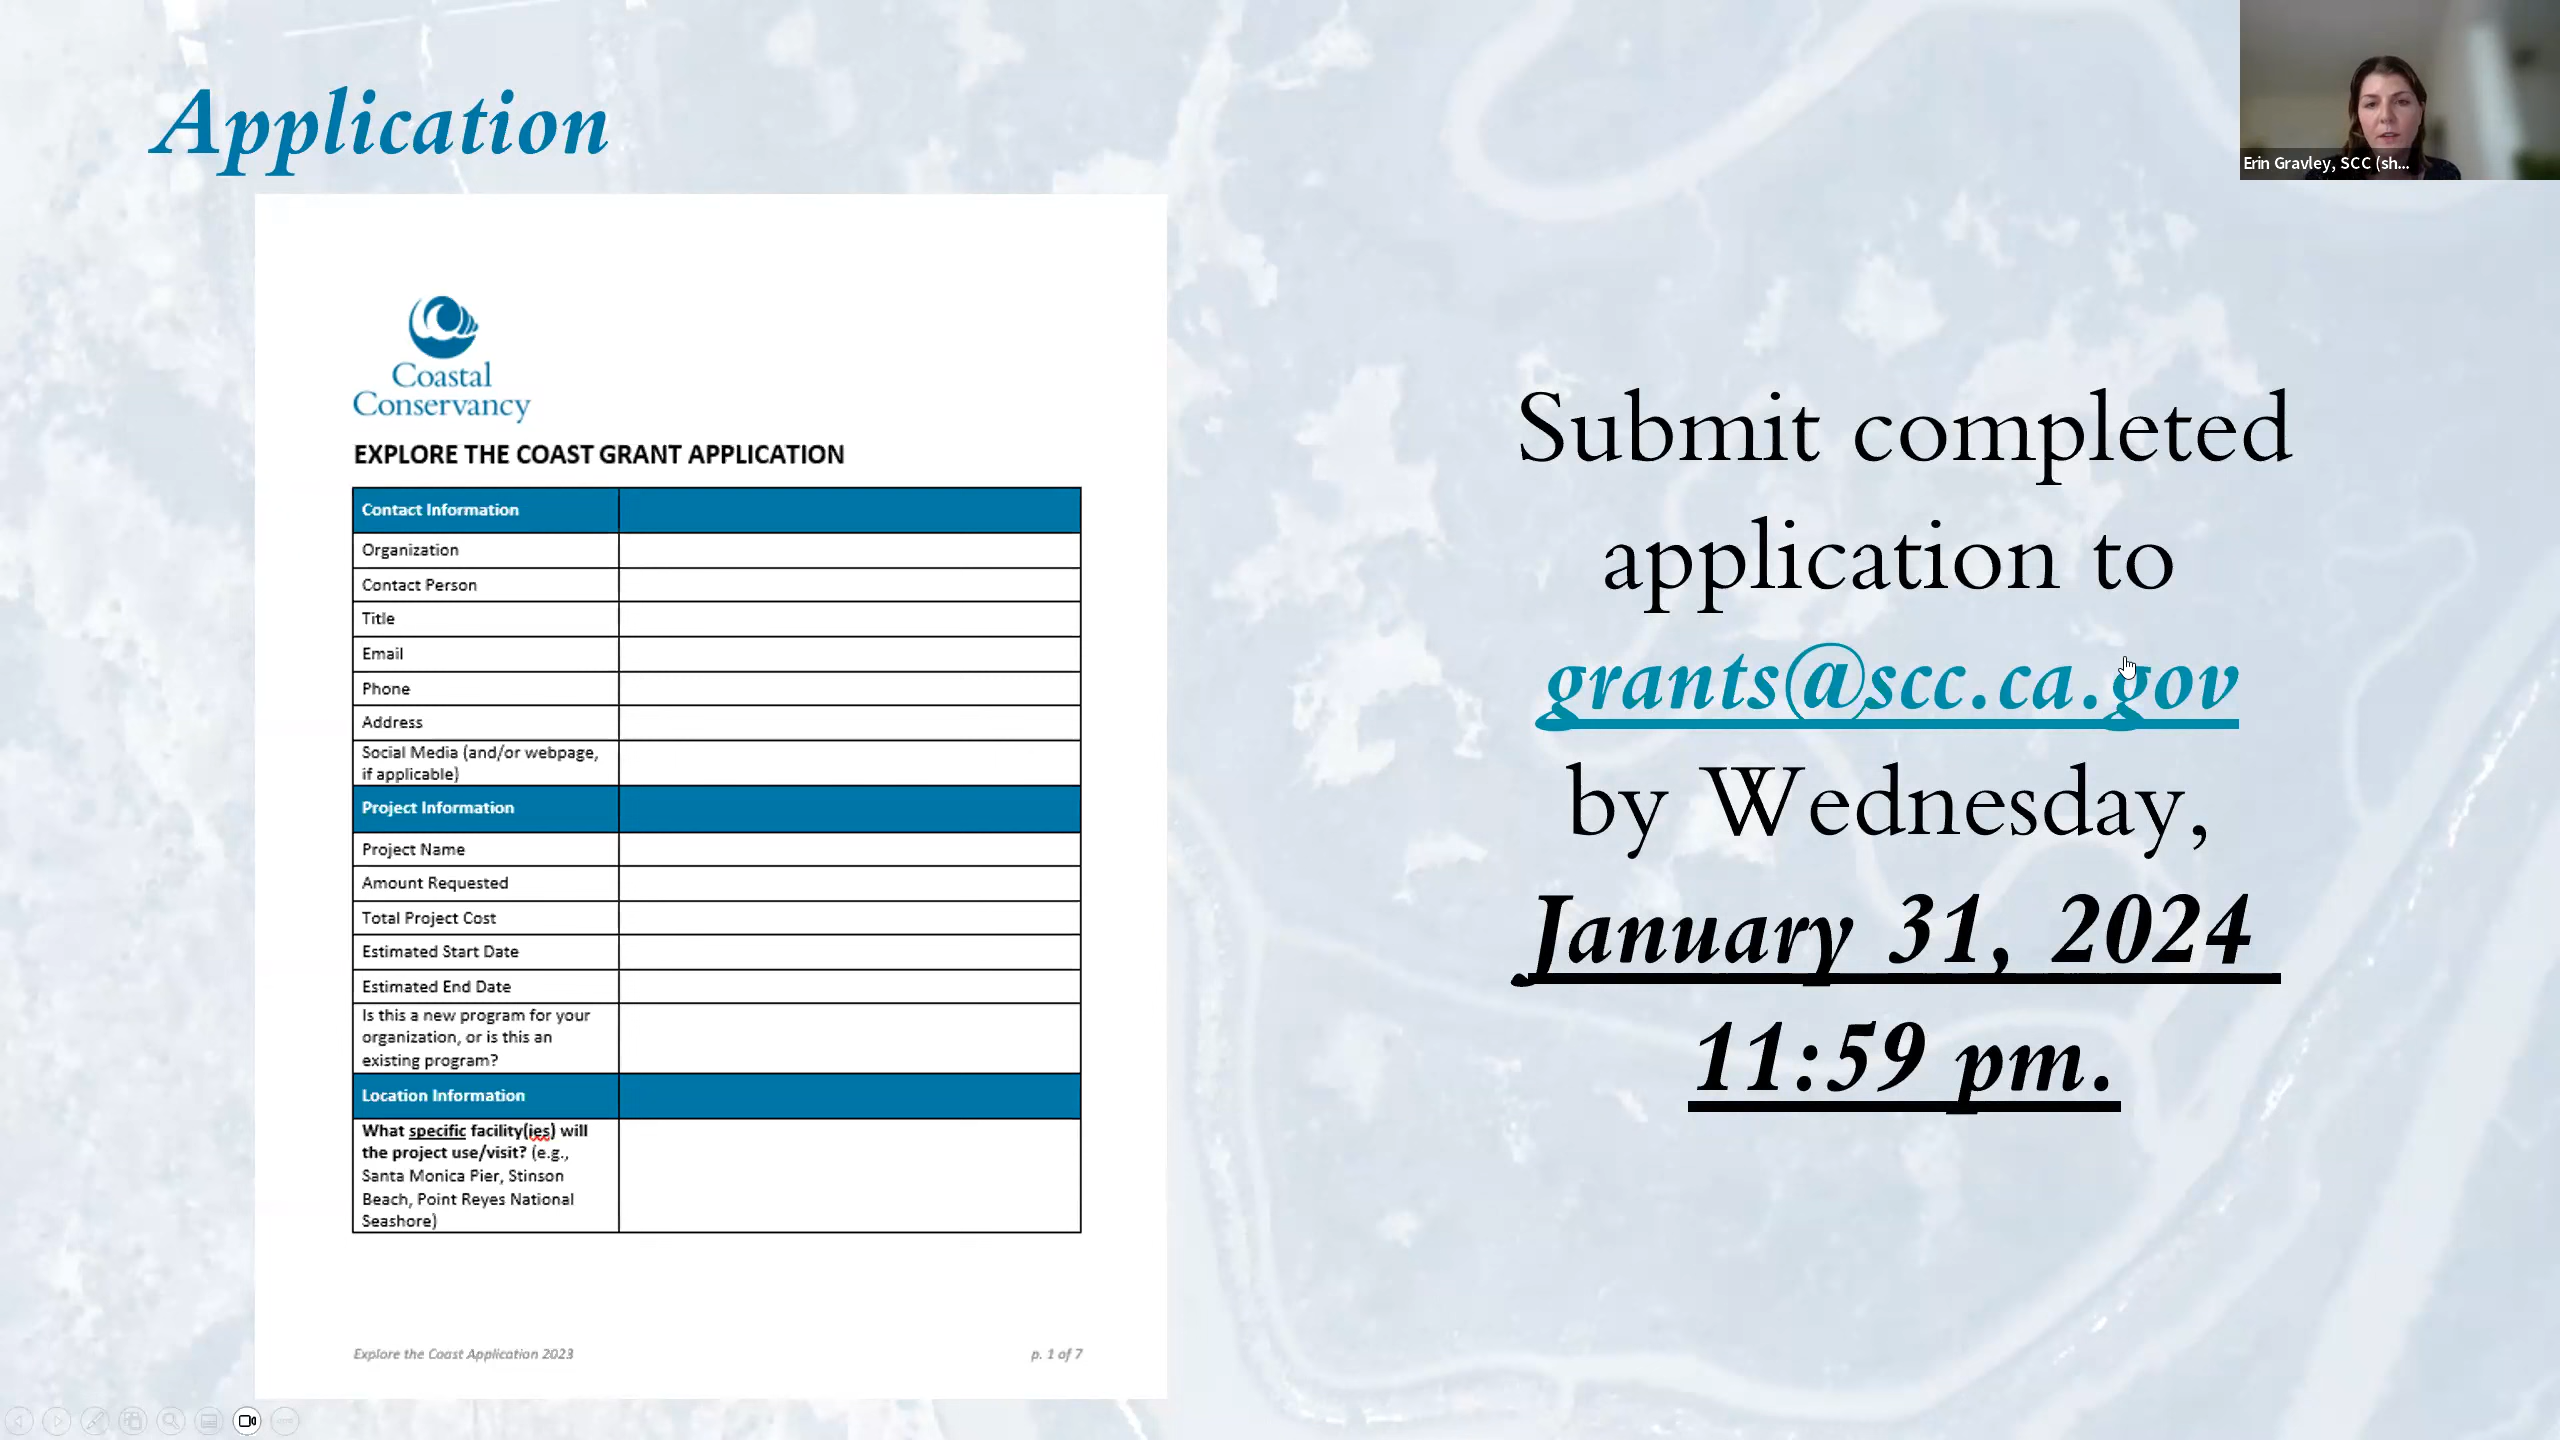 Application
Erin Gravley, SCC (sh...
Coastal
Conservancy
EXPLORE THE COAST GRANT APPLICATION
Contact Information
Organization
Contact Person
Title
Email
Phone
Address
Social Media (and/or webpage,
if applicable)
Project Information
Project Name
Amount Requested
Total Project Cost
Estimated Start Date
Estimated End Date
Is this a new program for your
organization, or is this an
existing program?
Location Information
What specific facility(ies) will
the project use/visit? (e.g.,
Santa Monica Pier, Stinson
Beach, Point Reyes National
Seashore)
Explore the Coast Application 2023
p. 1 of 7
Submit completed
application to
grants@scc.ca.gov
by Wednesday,
January 31, 2024
11:59 pm.